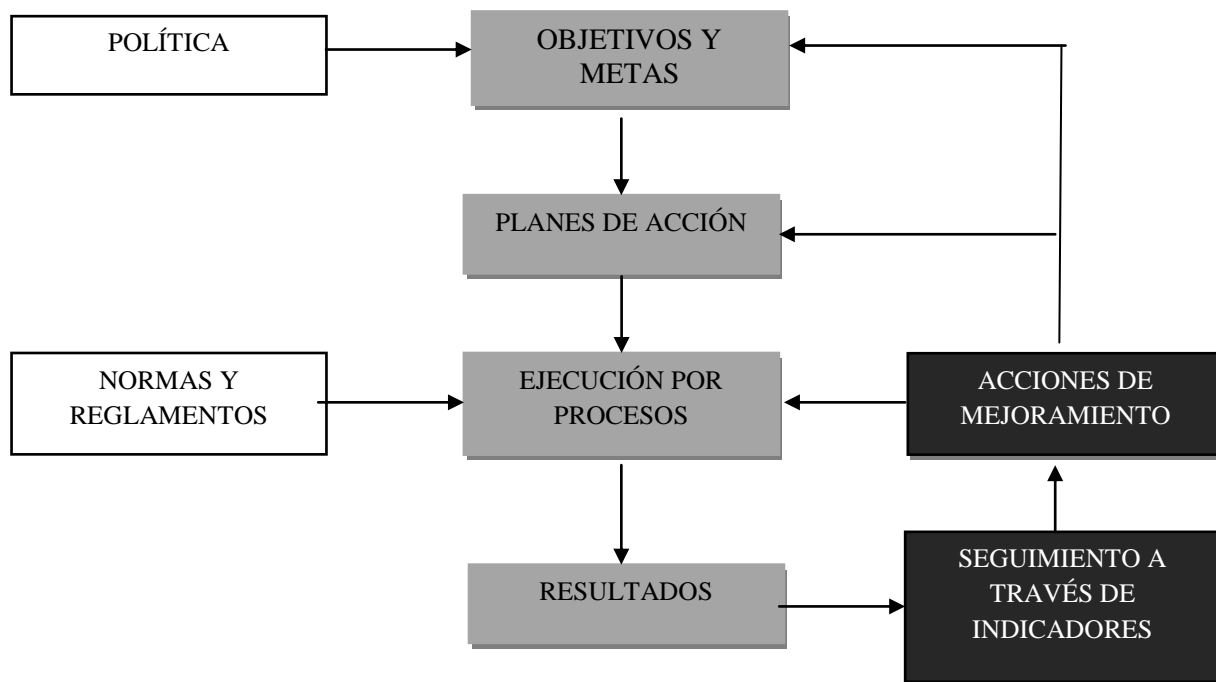 POLÍTICA
OBJETIVOS Y
METAS
PLANES DE ACCIÓN
NORMAS Y
REGLAMENTOS
EJECUCIÓN POR
PROCESOS
ACCIONES DE
MEJORAMIENTO
RESULTADOS
SEGUIMIENTO A
TRAVÉS DE
INDICADORES